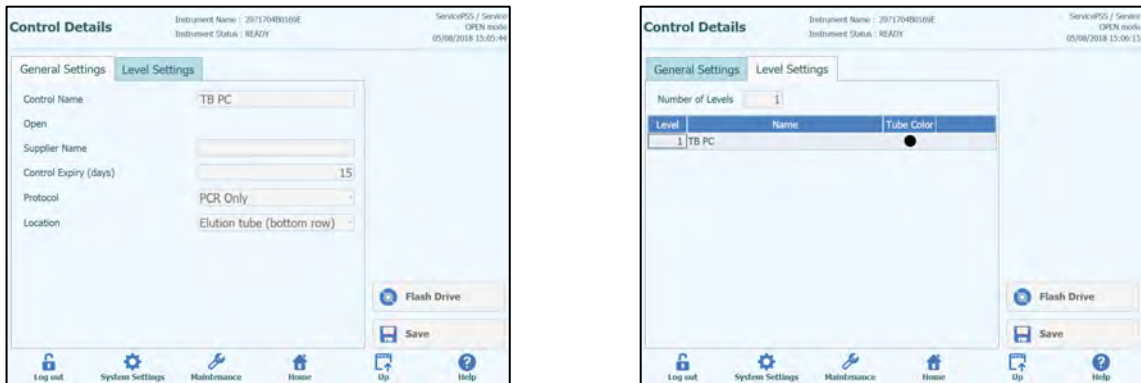 Control Details
Instrument Name : 2071704B0169E
Instrument Status : READY
ServicePSS / Service
OPEN mode
05/08/2018 15:05:44
General Settings
Level Settings
Control Name
TB PC
Open
Supplier Name
Control Expiry (days)
15
Protocol
PCR Only
Location
Elution tube (bottom row)
Flash Drive
Save
Log out
System Settings
Maintenance
Home
Up
Help
Control Details
Instrument Name : 2071704B0169E
Instrument Status : READY
ServicePSS / Service
OPEN mode
05/08/2018 15:06:15
General Settings
Level Settings
Number of Levels
1
Level Name Tube Color
1 TB PC
Flash Drive
Save
Log out
System Settings
Maintenance
Home
Up
Help